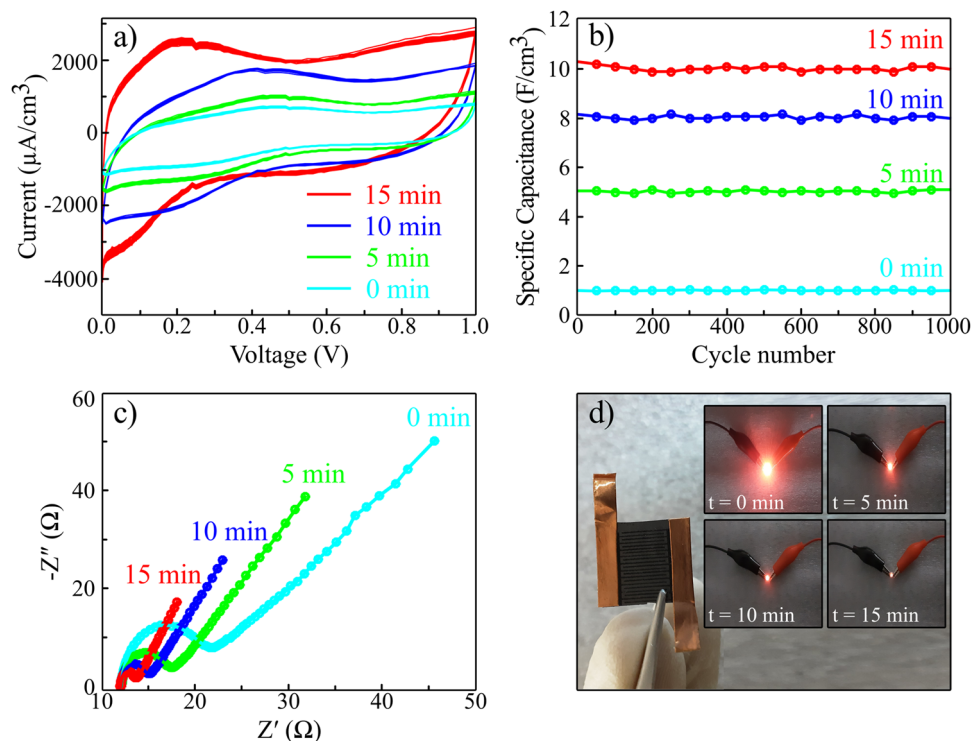 a)
Current (µA/cm³)
2000
0
-2000
-4000
15 min
10 min
5 min
0 min
0.0 0.2 0.4 0.6 0.8 1.0
Voltage (V)
b)
Specific Capacitance (F/cm³)
12
10
8
6
4
2
0
15 min
10 min
5 min
0 min
0 200 400 600 800 1000
Cycle number
c)
-Z″ (Ω)
60
40
20
0
0 min
5 min
10 min
15 min
10 20 30 40 50
Z′ (Ω)
d)
t = 0 min
t = 5 min
t = 10 min
t = 15 min